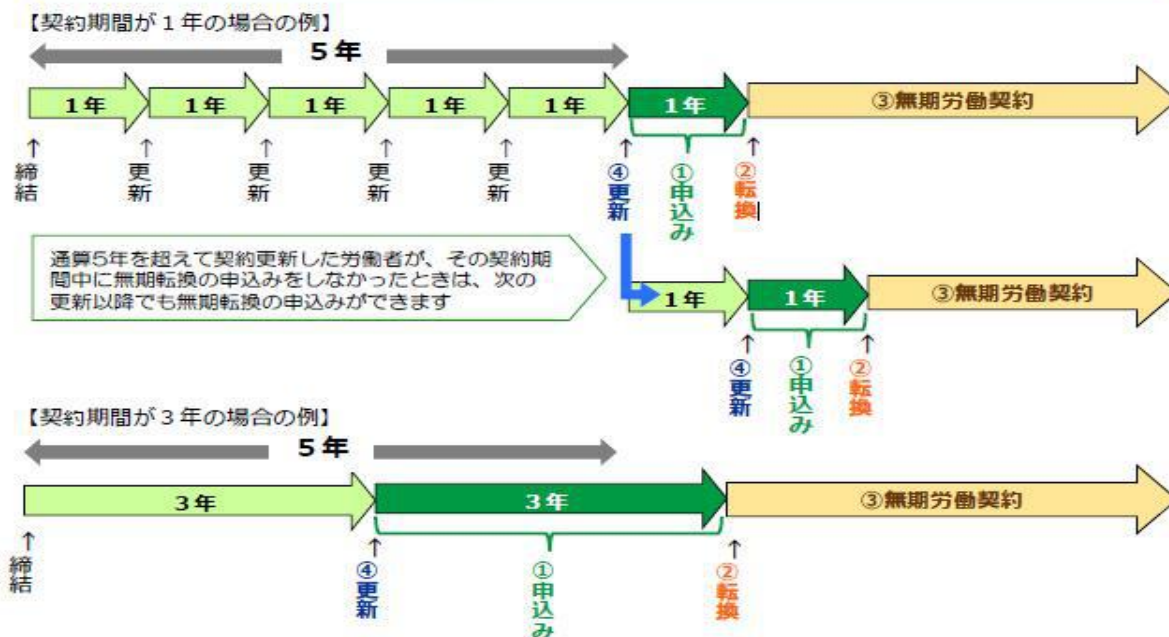 【契約期間が１年の場合の例】
５年
１年 １年 １年 １年 １年 １年 ③無期労働契約
↑締結 ↑更新 ↑更新 ↑更新 ↑更新 ↑④更新 ①申込み ↑②転換
通算5年を超えて契約更新した労働者が、その契約期
間中に無期転換の申込みをしなかったときは、次の
更新以降でも無期転換の申込みができます
１年 １年 ③無期労働契約
↑④更新 ①申込み ↑②転換
【契約期間が３年の場合の例】
５年
３年 ３年 ③無期労働契約
↑締結 ↑④更新 ①申込み ↑②転換